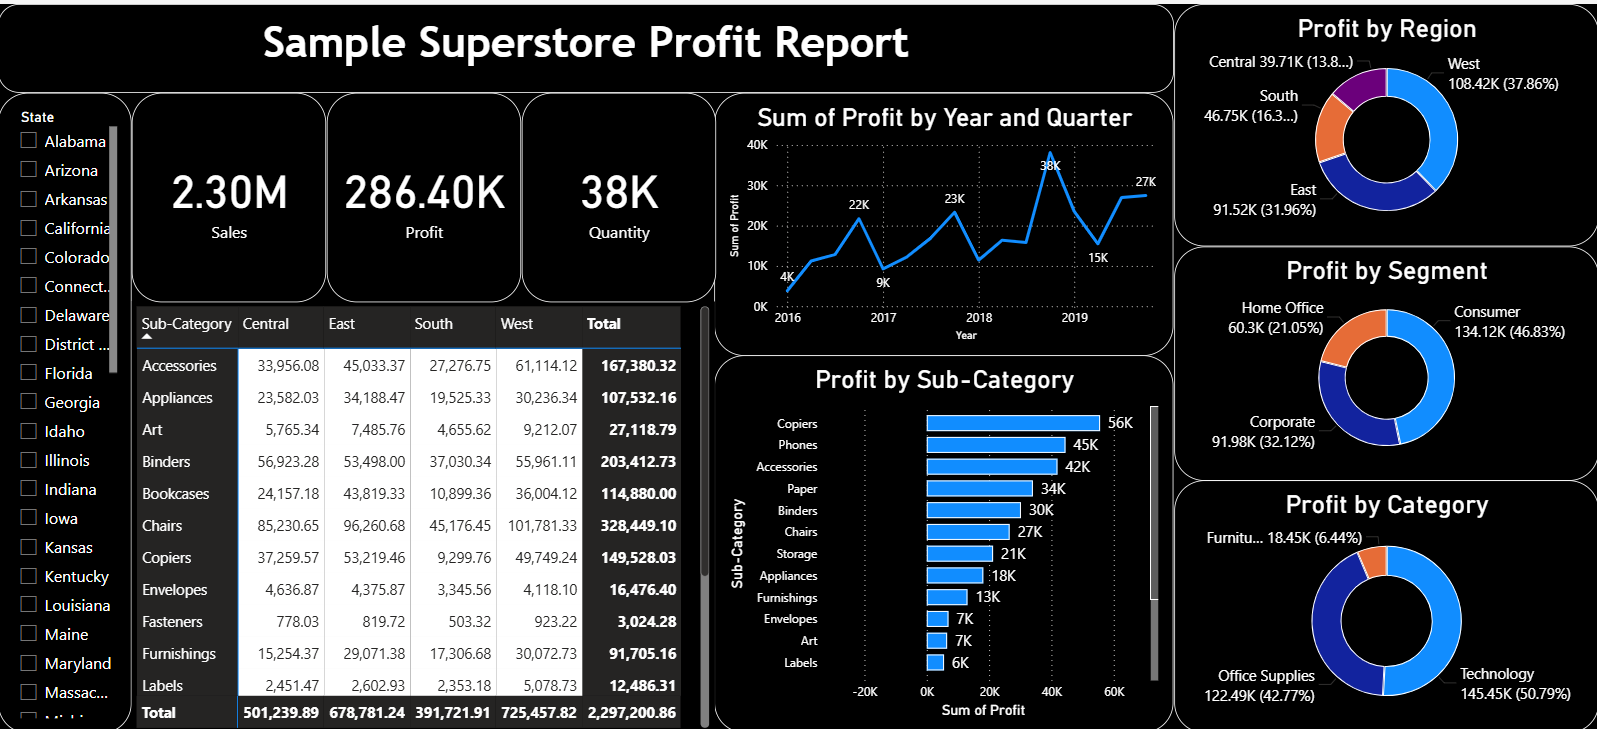 Sample Superstore Profit Report
State
Alabama
Arizona
Arkansas
California
Colorado
Connect...
Delaware
District ...
Florida
Georgia
Idaho
Illinois
Indiana
Iowa
Kansas
Kentucky
Louisiana
Maine
Maryland
Massac...
2.30M
Sales
286.40K
Profit
38K
Quantity
Sub-Category Central East South West Total
Accessories 33,956.08 45,033.37 27,276.75 61,114.12 167,380.32
Appliances 23,582.03 34,188.47 19,525.33 30,236.34 107,532.16
Art 5,765.34 7,485.76 4,655.62 9,212.07 27,118.79
Binders 56,923.28 53,498.00 37,030.34 55,961.11 203,412.73
Bookcases 24,157.18 43,819.33 10,899.36 36,004.12 114,880.00
Chairs 85,230.65 96,260.68 45,176.45 101,781.33 328,449.10
Copiers 37,259.57 53,219.46 9,299.76 49,749.24 149,528.03
Envelopes 4,636.87 4,375.87 3,345.56 4,118.10 16,476.40
Fasteners 778.03 819.72 503.32 923.22 3,024.28
Furnishings 15,254.37 29,071.38 17,306.68 30,072.73 91,705.16
Labels 2,451.47 2,602.93 2,353.18 5,078.73 12,486.31
Total 501,239.89 678,781.24 391,721.91 725,457.82 2,297,200.86
Sum of Profit by Year and Quarter
Sum of Profit
40K
30K
20K
10K
0K
4K
22K
9K
23K
38K
15K
27K
2016 2017 2018 2019
Year
Profit by Sub-Category
Sub-Category
Copiers 56K
Phones 45K
Accessories 42K
Paper 34K
Binders 30K
Chairs 27K
Storage 21K
Appliances 18K
Furnishings 13K
Envelopes 7K
Art 7K
Labels 6K
-20K 0K 20K 40K 60K
Sum of Profit
Profit by Region
Central 39.71K (13.8...)
West
108.42K (37.86%)
South
46.75K (16.3...)
East
91.52K (31.96%)
Profit by Segment
Home Office
60.3K (21.05%)
Consumer
134.12K (46.83%)
Corporate
91.98K (32.12%)
Profit by Category
Furnitu... 18.45K (6.44%)
Office Supplies
122.49K (42.77%)
Technology
145.45K (50.79%)